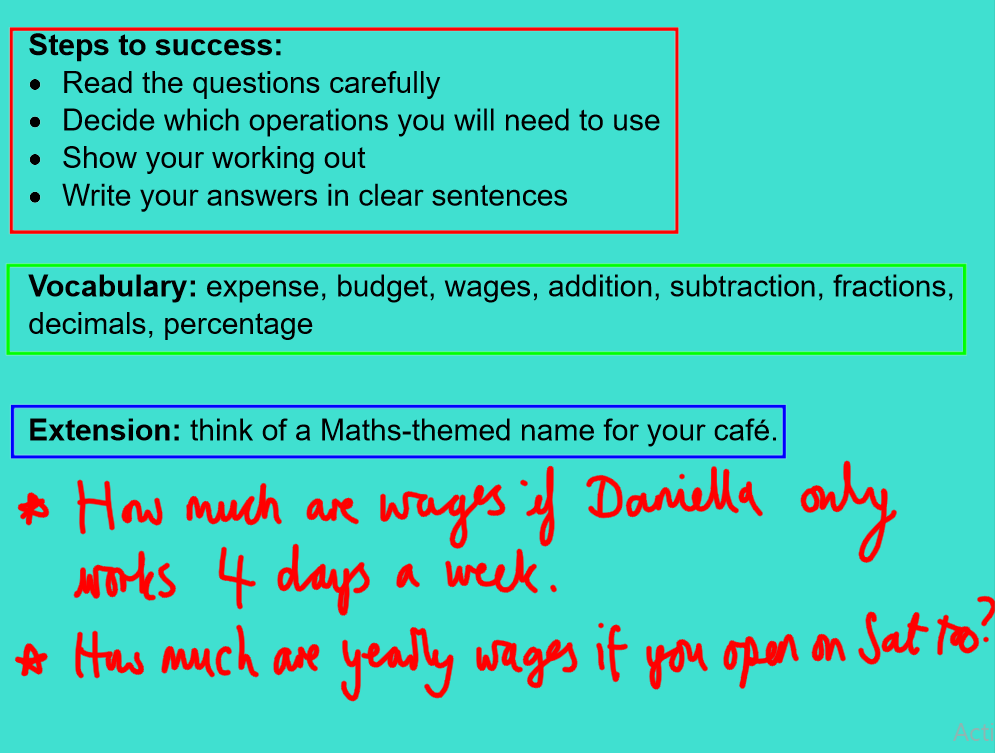 Steps to success:
• Read the questions carefully
• Decide which operations you will need to use
• Show your working out
• Write your answers in clear sentences
Vocabulary: expense, budget, wages, addition, subtraction, fractions,
decimals, percentage
Extension: think of a Maths-themed name for your café.
* How much are wages if Daniella only
works 4 days a week.
* How much are yearly wages if you open on Sat too?
Acti